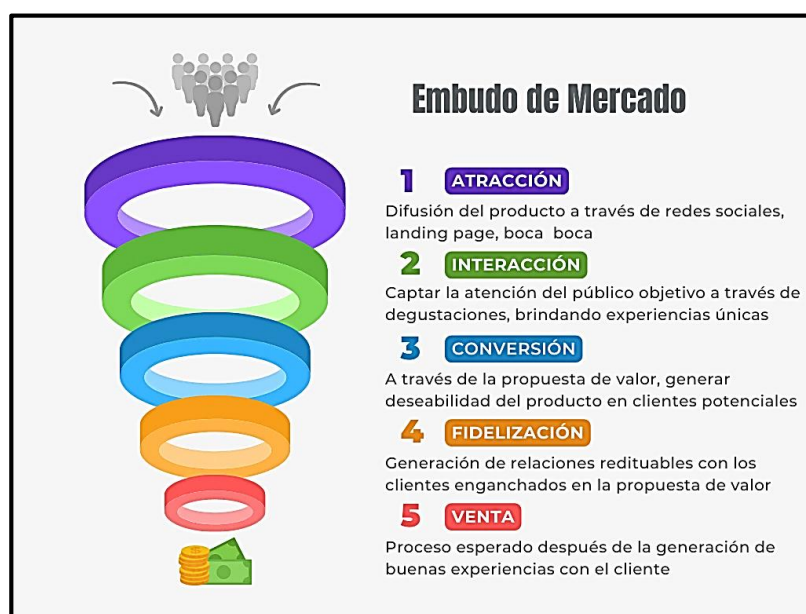 Embudo de Mercado
1 ATRACCIÓN
Difusión del producto a través de redes sociales,
landing page, boca boca
2 INTERACCIÓN
Captar la atención del público objetivo a través de
degustaciones, brindando experiencias únicas
3 CONVERSIÓN
A través de la propuesta de valor, generar
deseabilidad del producto en clientes potenciales
4 FIDELIZACIÓN
Generación de relaciones redituables con los
clientes enganchados en la propuesta de valor
5 VENTA
Proceso esperado después de la generación de
buenas experiencias con el cliente